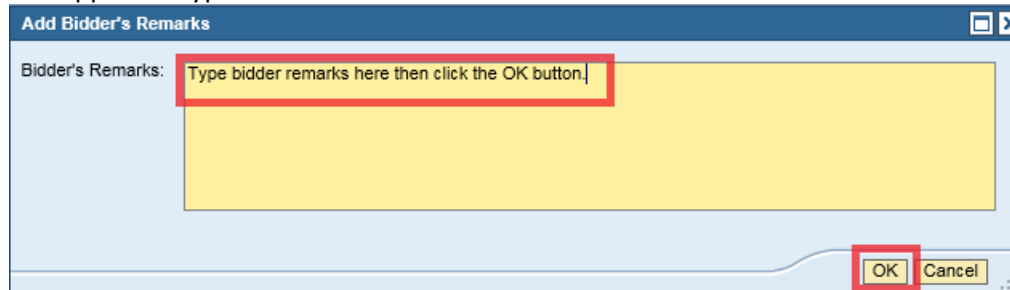 Add Bidder's Remarks
Bidder's Remarks: Type bidder remarks here then click the OK button.
OK Cancel